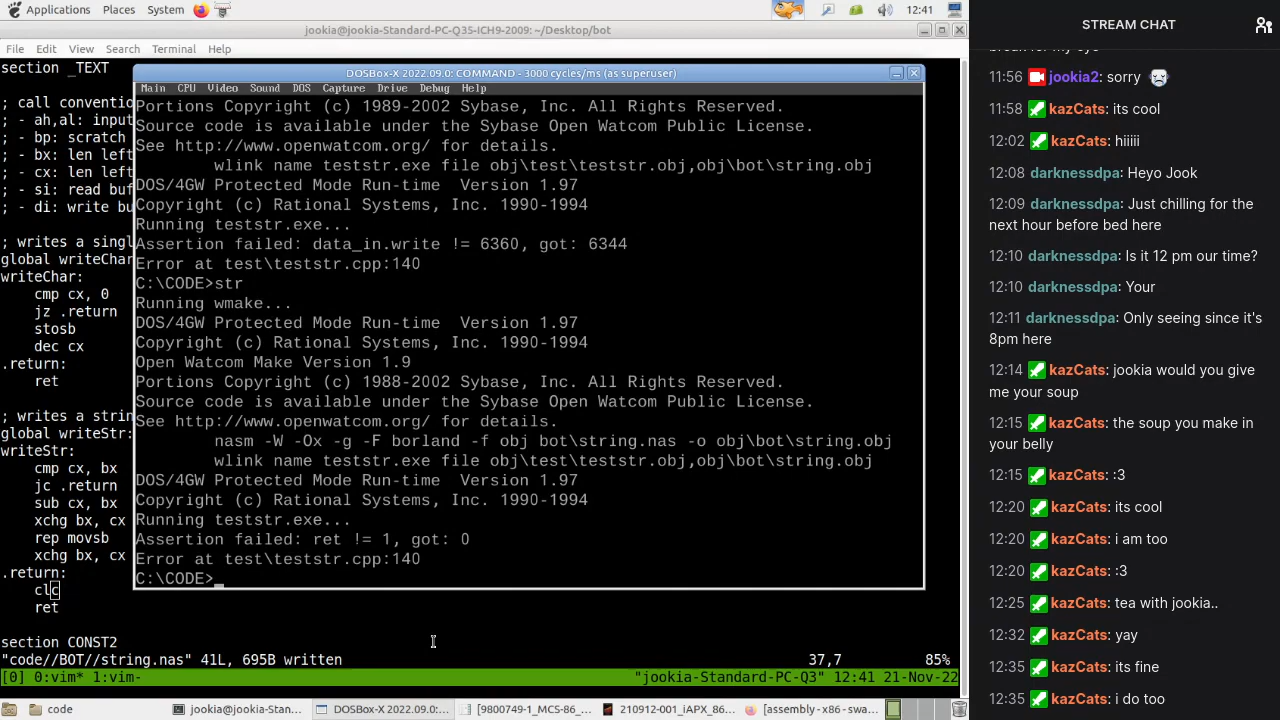 Applications Places System 12:41
jookia@jookia-Standard-PC-Q35-ICH9-2009: ~/Desktop/bot
File Edit View Search Terminal Help
section _TEXT
; call conventio
; - ah,al: input
; - bp: scratch
; - bx: len left
; - cx: len left
; - si: read buf
; - di: write bu
; writes a singl
global writeChar
writeChar:
cmp cx, 0
jz .return
stosb
dec cx
.return:
ret
; writes a strin
global writeStr:
writeStr:
cmp cx, bx
jc .return
sub cx, bx
xchg bx, cx
rep movsb
xchg bx, cx
.return:
clc
ret
section CONST2
"code//BOT//string.nas" 41L, 695B written 37,7 85%
[0] 0:vim* 1:vim- "jookia-Standard-PC-Q3" 12:41 21-Nov-22
DOSBox-X 2022.09.0: COMMAND - 3000 cycles/ms (as superuser)
Main CPU Video Sound DOS Capture Drive Debug Help
Portions Copyright (c) 1989-2002 Sybase, Inc. All Rights Reserved.
Source code is available under the Sybase Open Watcom Public License.
See http://www.openwatcom.org/ for details.
wlink name teststr.exe file obj\test\teststr.obj,obj\bot\string.obj
DOS/4GW Protected Mode Run-time Version 1.97
Copyright (c) Rational Systems, Inc. 1990-1994
Running teststr.exe...
Assertion failed: data_in.write != 6360, got: 6344
Error at test\teststr.cpp:140
C:\CODE>str
Running wmake...
DOS/4GW Protected Mode Run-time Version 1.97
Copyright (c) Rational Systems, Inc. 1990-1994
Open Watcom Make Version 1.9
Portions Copyright (c) 1988-2002 Sybase, Inc. All Rights Reserved.
Source code is available under the Sybase Open Watcom Public License.
See http://www.openwatcom.org/ for details.
nasm -W -Ox -g -F borland -f obj bot\string.nas -o obj\bot\string.obj
wlink name teststr.exe file obj\test\teststr.obj,obj\bot\string.obj
DOS/4GW Protected Mode Run-time Version 1.97
Copyright (c) Rational Systems, Inc. 1990-1994
Running teststr.exe...
Assertion failed: ret != 1, got: 0
Error at test\teststr.cpp:140
C:\CODE>_
code jookia@jookia-Stan... DOSBox-X 2022.09.0:... [9800749-1_MCS-86_... 210912-001_iAPX_86... [assembly - x86 - swa...
STREAM CHAT
11:56 jookia2: sorry
11:58 kazCats: its cool
12:02 kazCats: hiiiii
12:08 darknessdpa: Heyo Jook
12:09 darknessdpa: Just chilling for the
next hour before bed here
12:10 darknessdpa: Is it 12 pm our time?
12:10 darknessdpa: Your
12:11 darknessdpa: Only seeing since it's
8pm here
12:14 kazCats: jookia would you give
me your soup
12:15 kazCats: the soup you make in
your belly
12:15 kazCats: :3
12:20 kazCats: its cool
12:20 kazCats: i am too
12:20 kazCats: :3
12:25 kazCats: tea with jookia..
12:32 kazCats: yay
12:35 kazCats: its fine
12:35 kazCats: i do too